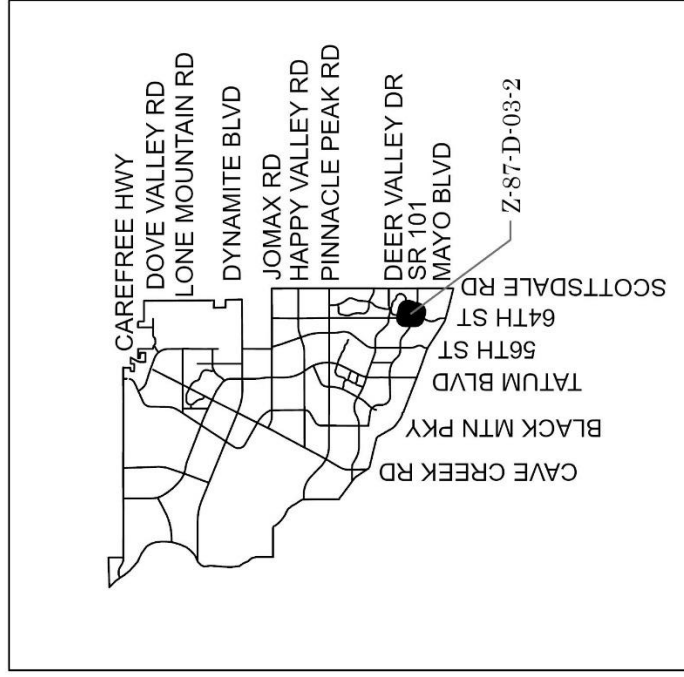 CAREFREE HWY
DOVE VALLEY RD
LONE MOUNTAIN RD
DYNAMITE BLVD
JOMAX RD
HAPPY VALLEY RD
PINNACLE PEAK RD
DEER VALLEY DR
SR 101
MAYO BLVD
Z-87-D-03-2
SCOTTSDALE RD
64TH ST
56TH ST
TATUM BLVD
BLACK MTN PKY
CAVE CREEK RD